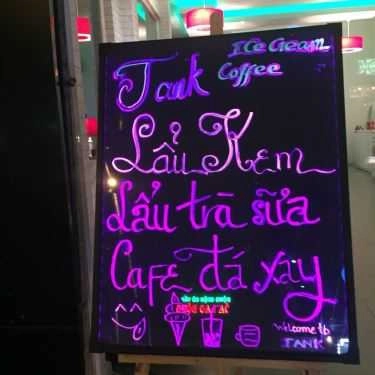 Ice Cream
Tank Coffee
Lẩu Kem
Lẩu trà sữa
Cafe đá xay
Welcome to
TANK